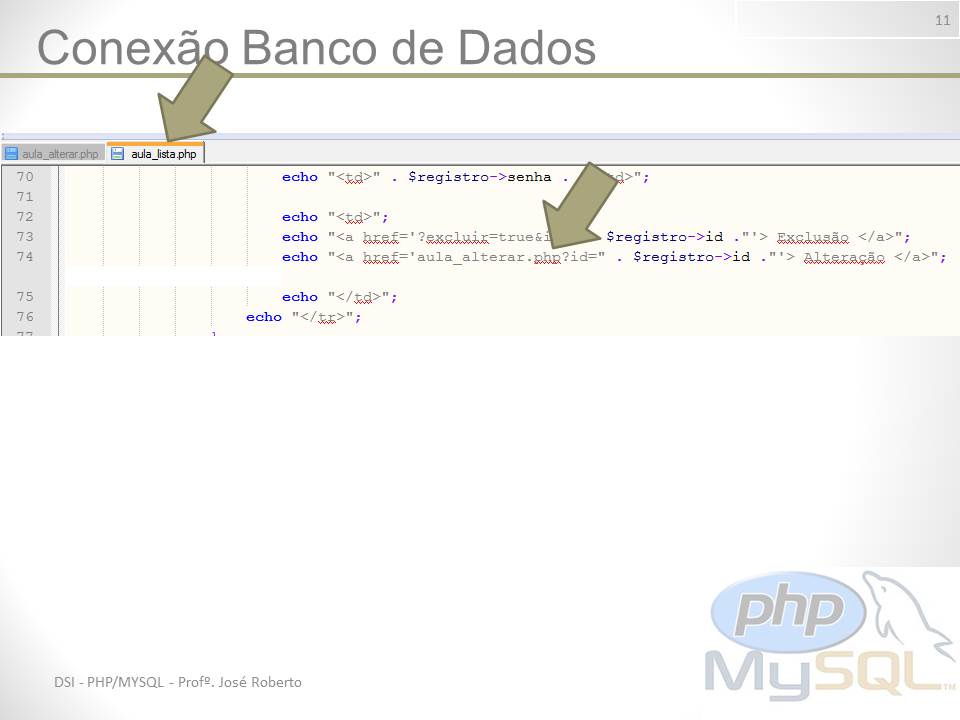 11
Conexão Banco de Dados
aula_alterar.php aula_lista.php
70 echo "<td>" . $registro->senha . d>";
71
72 echo "<td>";
73 echo "<a href='?excluir=true&i $registro->id ."'> Exclusão </a>";
74 echo "<a href='aula_alterar.php?id=" . $registro->id ."'> Alteração </a>";
75 echo "</td>";
76 echo "</tr>";
77 }
php
MySQL™
DSI - PHP/MYSQL - Profº. José Roberto